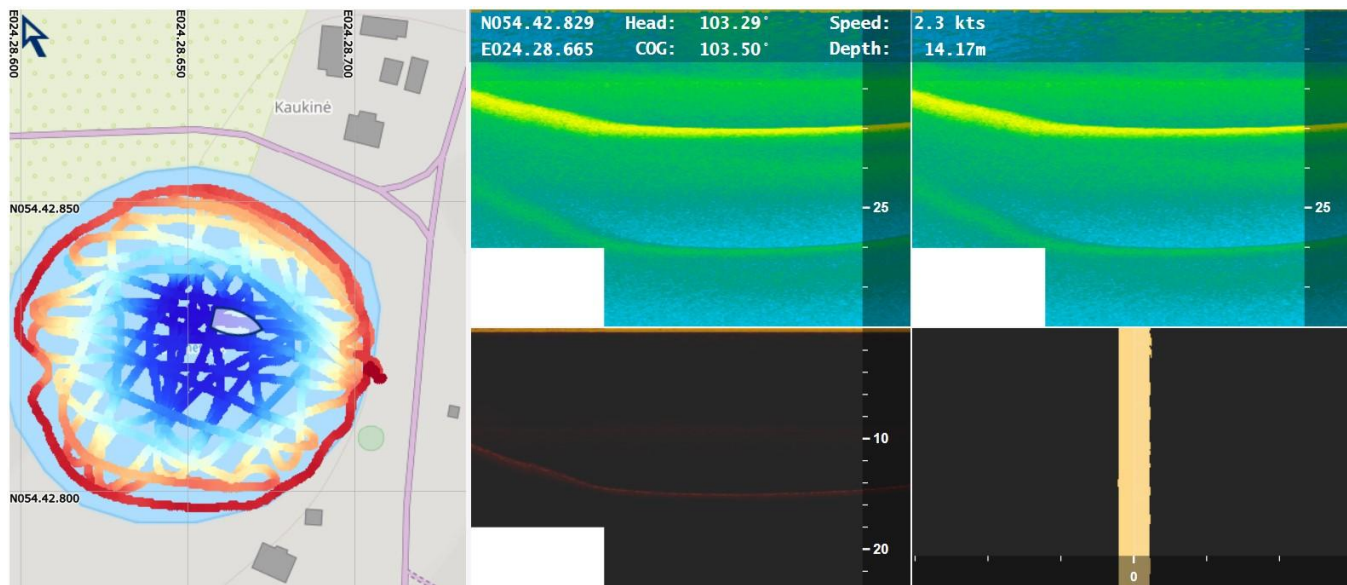 E024.28.600
E024.28.650
E024.28.700
Kaukinė
N054.42.850
N054.42.800
N054.42.829 Head: 103.29° Speed: 2.3 kts
E024.28.665 COG: 103.50° Depth: 14.17m
25
25
10
20
0